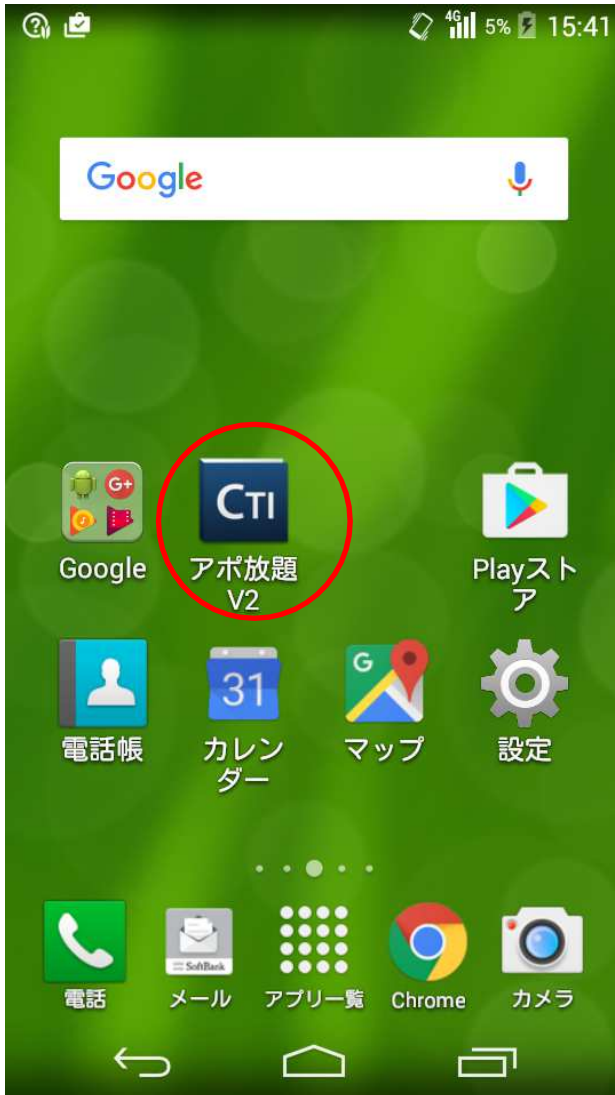 4G 5% 15:41
Google
G+
CTI
Google
アポ放題
V2
Playスト
ア
31
G
電話帳
カレン
ダー
マップ
設定
SoftBank
電話
メール
アプリ一覧
Chrome
カメラ